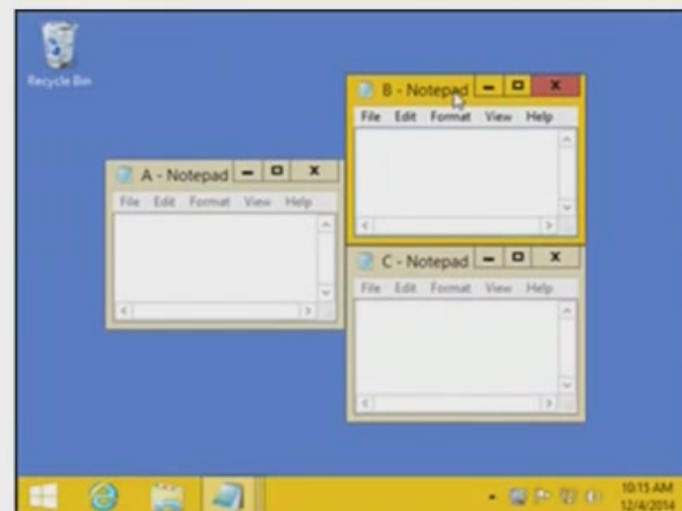 Recycle Bin
B - Notepad
File Edit Format View Help
A - Notepad
File Edit Format View Help
C - Notepad
File Edit Format View Help
10:15 AM
12/4/2014